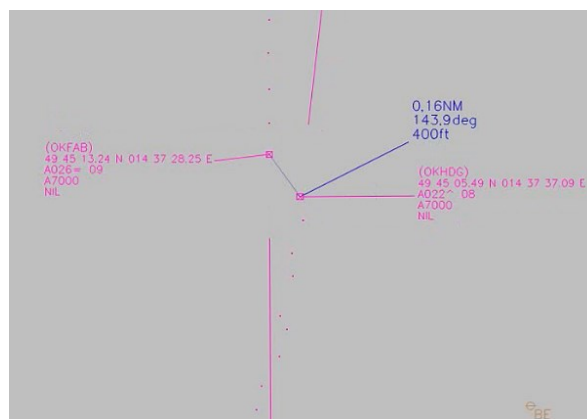 0,16NM
143,9deg
400ft
(OKFAB)
49 45 13.24 N 014 37 28.25 E
A026= 09
A7000
NIL
(OKHDG)
49 45 05.49 N 014 37 37.09 E
A022^ 08
A7000
NIL
BE